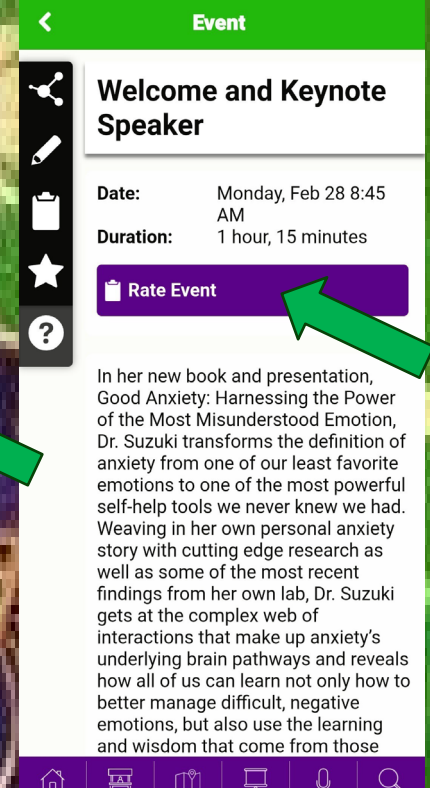 Event
Welcome and Keynote
Speaker
Date: Monday, Feb 28 8:45
AM
Duration: 1 hour, 15 minutes
Rate Event
In her new book and presentation,
Good Anxiety: Harnessing the Power
of the Most Misunderstood Emotion,
Dr. Suzuki transforms the definition of
anxiety from one of our least favorite
emotions to one of the most powerful
self-help tools we never knew we had.
Weaving in her own personal anxiety
story with cutting edge research as
well as some of the most recent
findings from her own lab, Dr. Suzuki
gets at the complex web of
interactions that make up anxiety’s
underlying brain pathways and reveals
how all of us can learn not only how to
better manage difficult, negative
emotions, but also use the learning
and wisdom that come from those